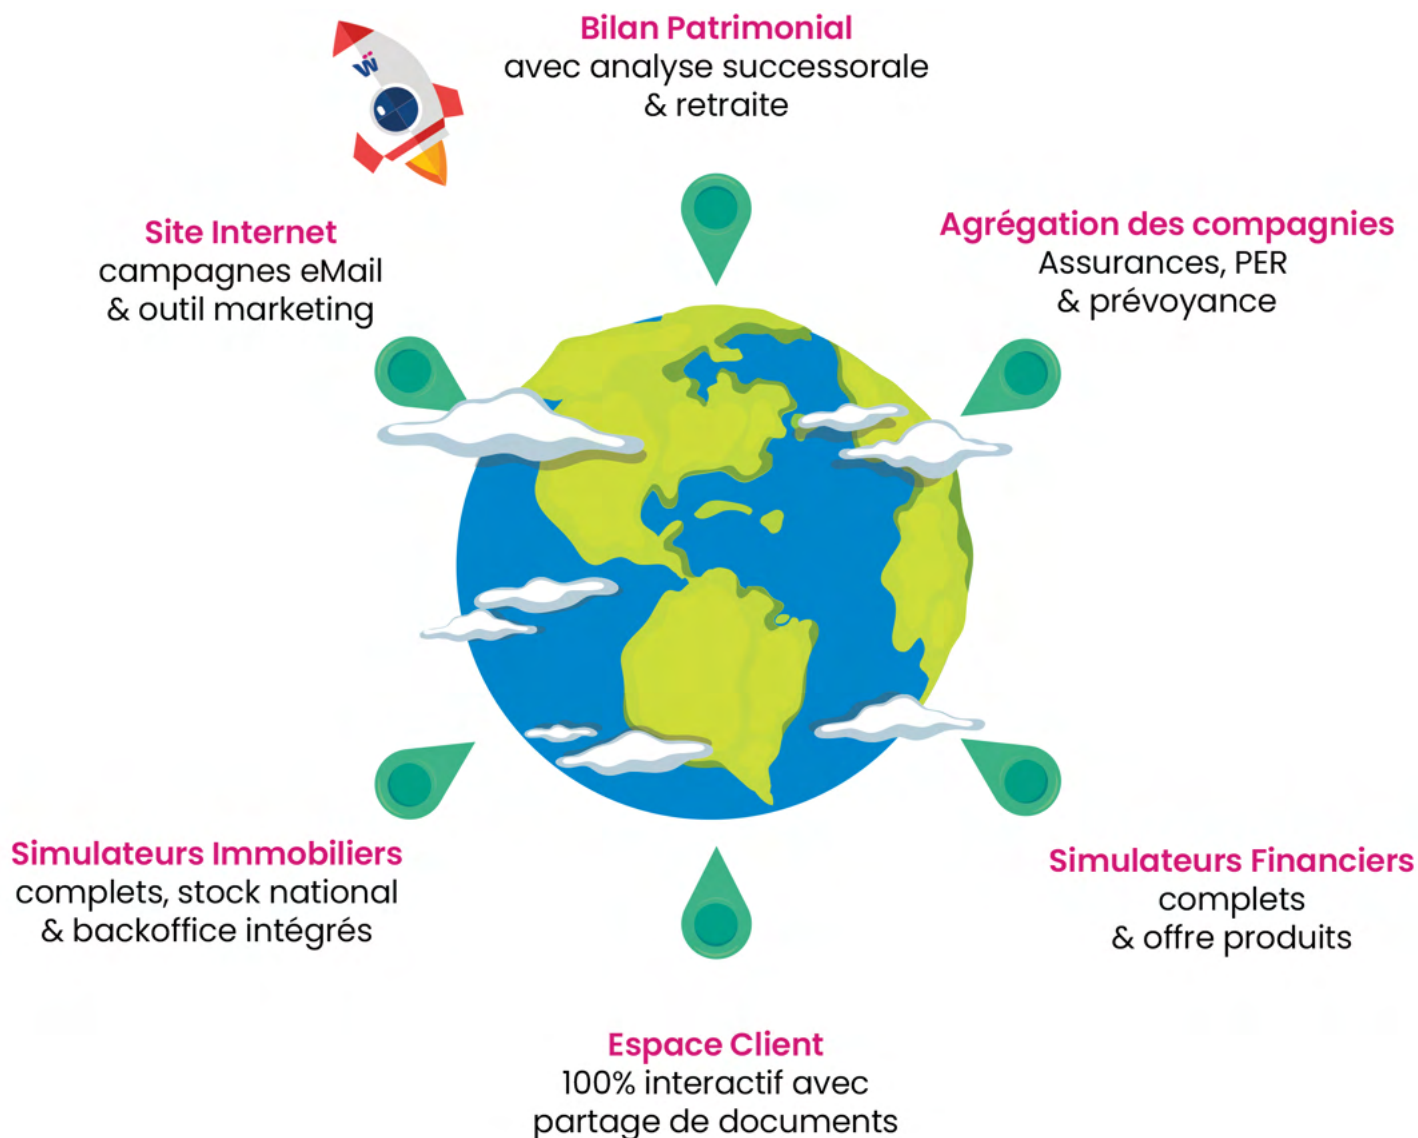 Bilan Patrimonial
avec analyse successorale
& retraite
Site Internet
campagnes eMail
& outil marketing
Agrégation des compagnies
Assurances, PER
& prévoyance
Simulateurs Immobiliers
complets, stock national
& backoffice intégrés
Simulateurs Financiers
complets
& offre produits
Espace Client
100% interactif avec
partage de documents